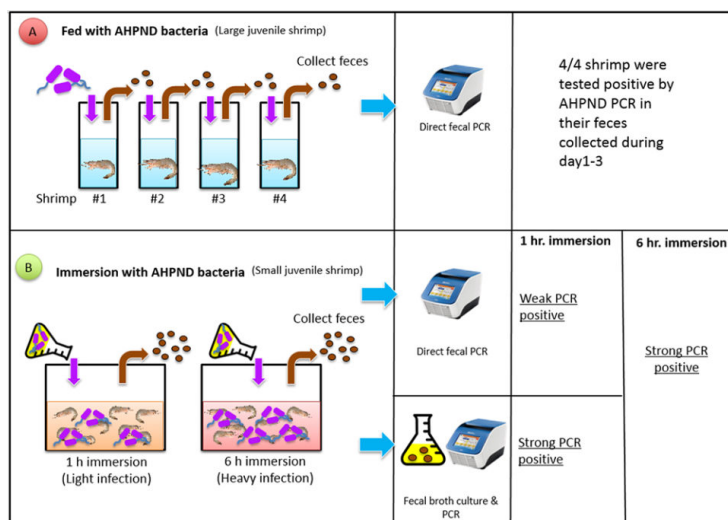 A
Fed with AHPND bacteria (Large juvenile shrimp)
Collect feces
Shrimp #1 #2 #3 #4
Direct fecal PCR
4/4 shrimp were
tested positive by
AHPND PCR in
their feces
collected during
day1-3
B
Immersion with AHPND bacteria (Small juvenile shrimp)
Collect feces
1 h immersion
(Light infection)
6 h immersion
(Heavy infection)
Direct fecal PCR
Fecal broth culture &
PCR
1 hr. immersion
Weak PCR
positive
Strong PCR
positive
6 hr. immersion
Strong PCR
positive